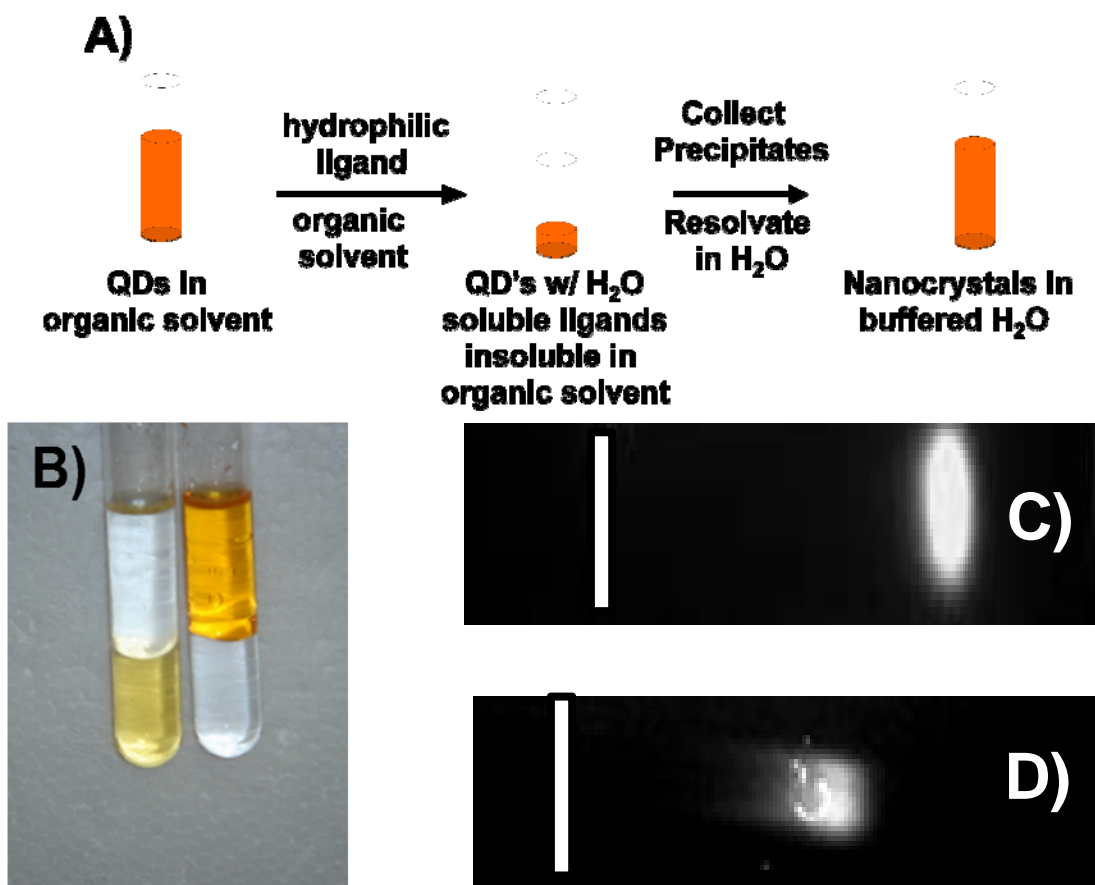 A)
hydrophilic
ligand
organic
solvent
Collect
Precipitates
Resolvate
in H₂O
QDs In
organic solvent
QD's w/ H₂O
soluble ligands
insoluble in
organic solvent
Nanocrystals In
buffered H₂O
B)
C)
D)